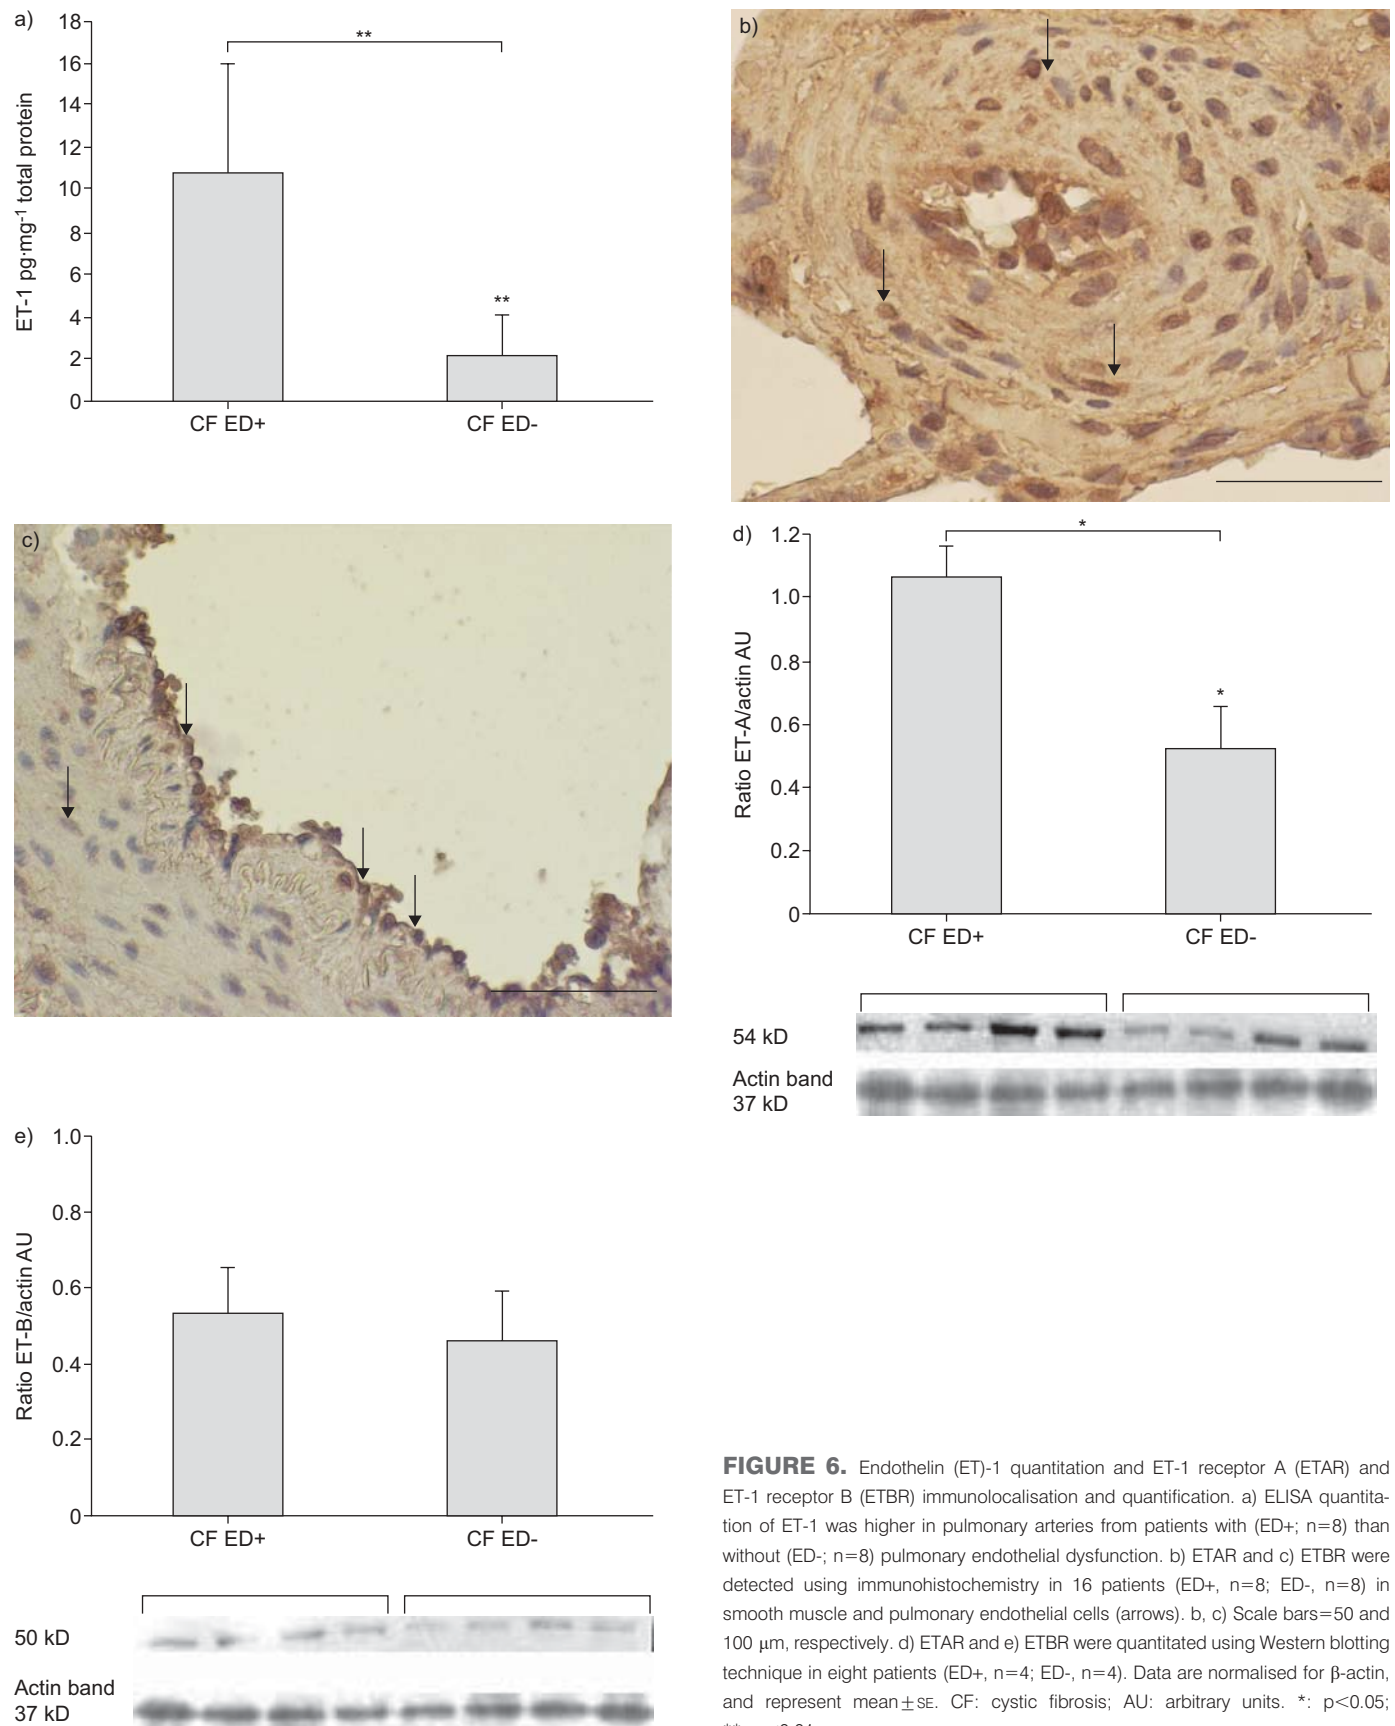 a)
18
16
14
12
10
8
6
4
2
0
ET-1 pg·mg⁻¹ total protein
**
**
CF ED+
CF ED-
b)
c)
d)
1.2
1.0
0.8
0.6
0.4
0.2
0
Ratio ET-A/actin AU
*
*
CF ED+
CF ED-
54 kD
Actin band
37 kD
e)
1.0
0.8
0.6
0.4
0.2
0
Ratio ET-B/actin AU
CF ED+
CF ED-
50 kD
Actin band
37 kD
FIGURE 6. Endothelin (ET)-1 quantitation and ET-1 receptor A (ETAR) and
ET-1 receptor B (ETBR) immunolocalisation and quantification. a) ELISA quantita-
tion of ET-1 was higher in pulmonary arteries from patients with (ED+; n=8) than
without (ED-; n=8) pulmonary endothelial dysfunction. b) ETAR and c) ETBR were
detected using immunohistochemistry in 16 patients (ED+, n=8; ED-, n=8) in
smooth muscle and pulmonary endothelial cells (arrows). b, c) Scale bars=50 and
100 μm, respectively. d) ETAR and e) ETBR were quantitated using Western blotting
technique in eight patients (ED+, n=4; ED-, n=4). Data are normalised for β-actin,
and represent mean±SE. CF: cystic fibrosis; AU: arbitrary units. *: p<0.05;